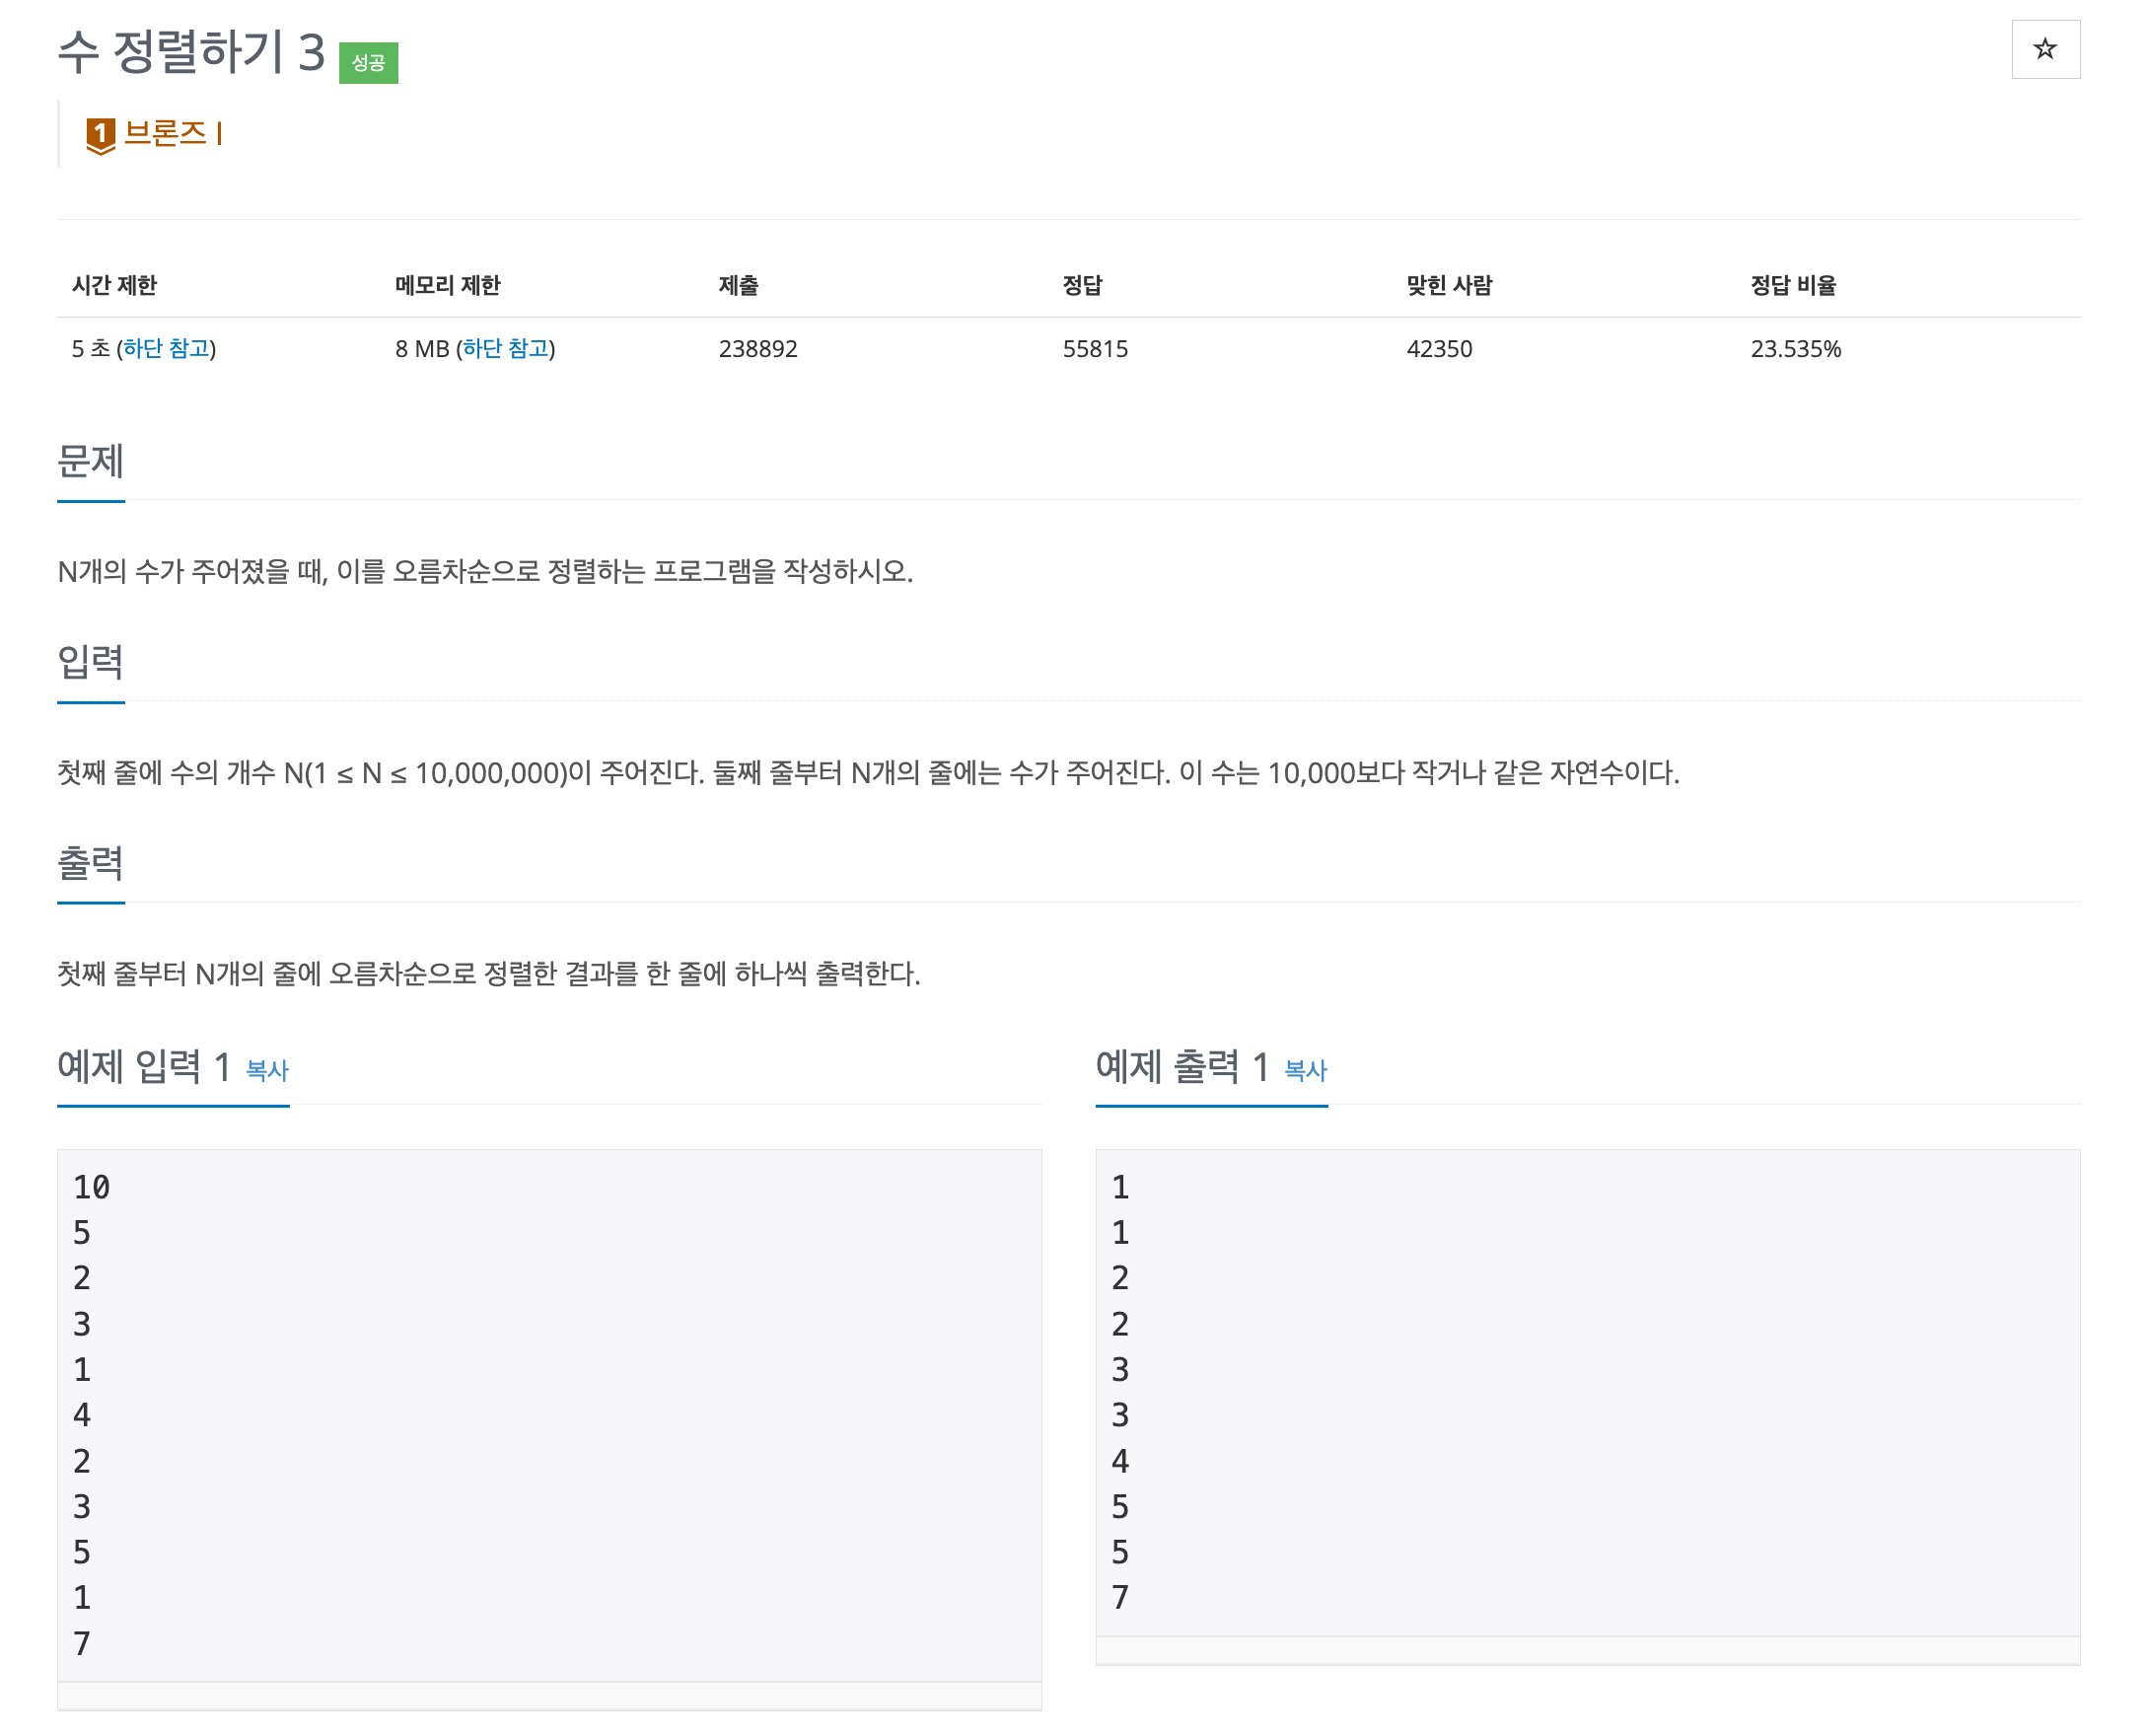 수 정렬하기 3 성공
☆
1 브론즈 I
시간 제한 메모리 제한 제출 정답 맞힌 사람 정답 비율
5 초 (하단 참고) 8 MB (하단 참고) 238892 55815 42350 23.535%
문제
N개의 수가 주어졌을 때, 이를 오름차순으로 정렬하는 프로그램을 작성하시오.
입력
첫째 줄에 수의 개수 N(1 ≤ N ≤ 10,000,000)이 주어진다. 둘째 줄부터 N개의 줄에는 수가 주어진다. 이 수는 10,000보다 작거나 같은 자연수이다.
출력
첫째 줄부터 N개의 줄에 오름차순으로 정렬한 결과를 한 줄에 하나씩 출력한다.
예제 입력 1 복사
10
5
2
3
1
4
2
3
5
1
7
예제 출력 1 복사
1
1
2
2
3
3
4
5
5
7